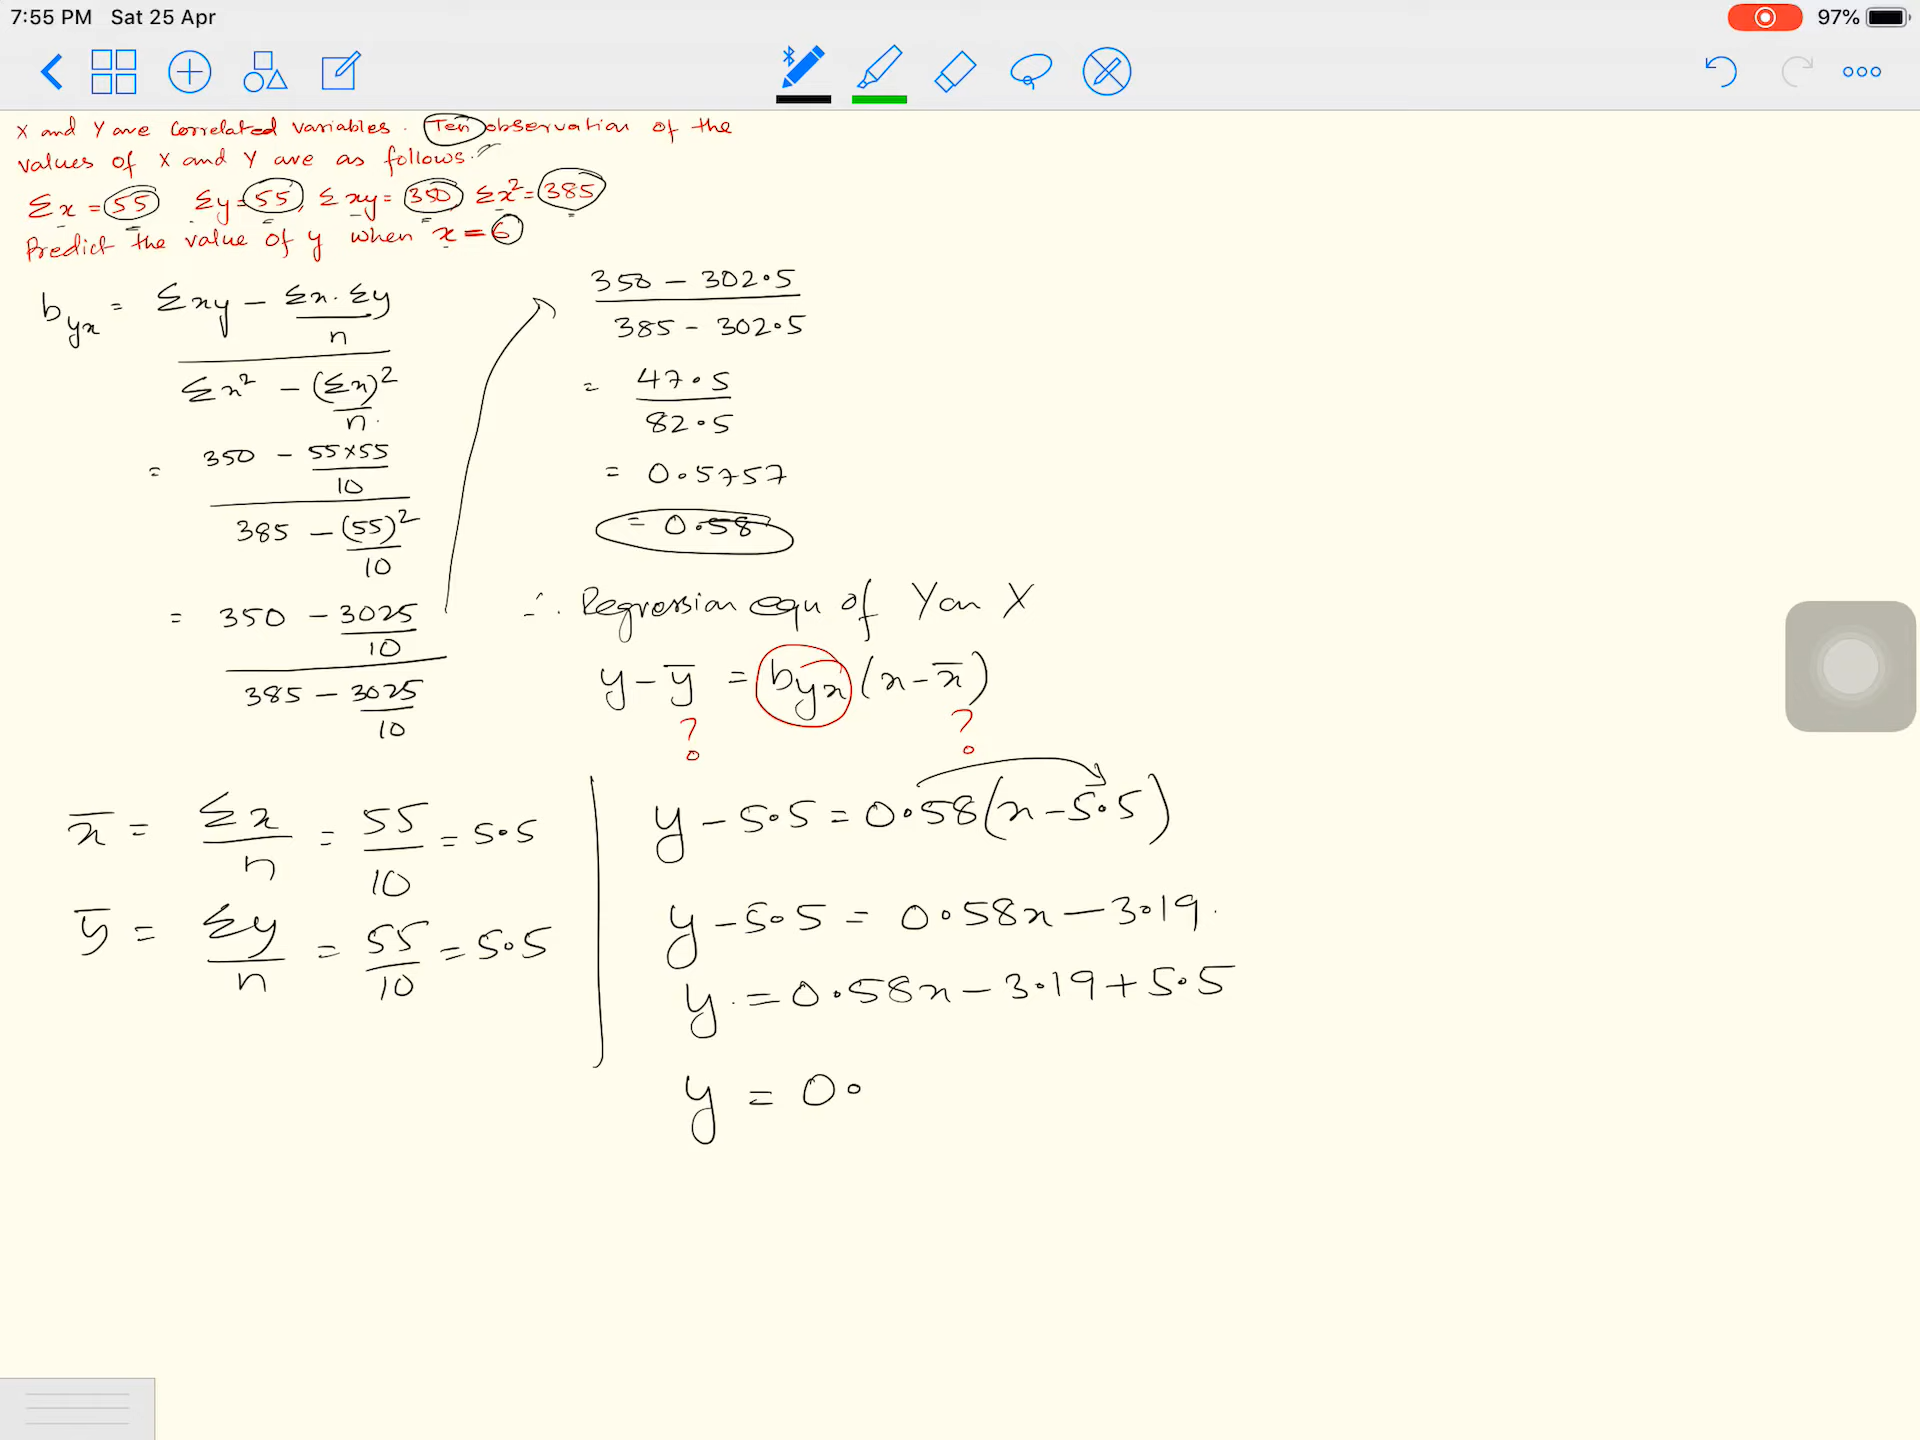 7:55 PM Sat 25 Apr 97%
X and Y are correlated variables. Ten observation of the
values of X and Y are as follows.
Σx = 55 Σy = 55, Σxy = 350 Σx² = 385
Predict the value of y when x = 6
b_yx = Σxy − Σx·Σy/n
Σx² − (Σx)²/n
= 350 − 55×55/10
385 − (55)²/10
= 350 − 3025/10
385 − 3025/10
350 − 302.5
385 − 302.5
= 47.5
82.5
= 0.5757
= 0.58
∴ Regression equ of Y on X
y − ȳ = b_yx (x − x̄)
? ?
x̄ = Σx/n = 55/10 = 5.5
ȳ = Σy/n = 55/10 = 5.5
y − 5.5 = 0.58(x − 5.5)
y − 5.5 = 0.58x − 3.19
y = 0.58x − 3.19 + 5.5
y = 0.